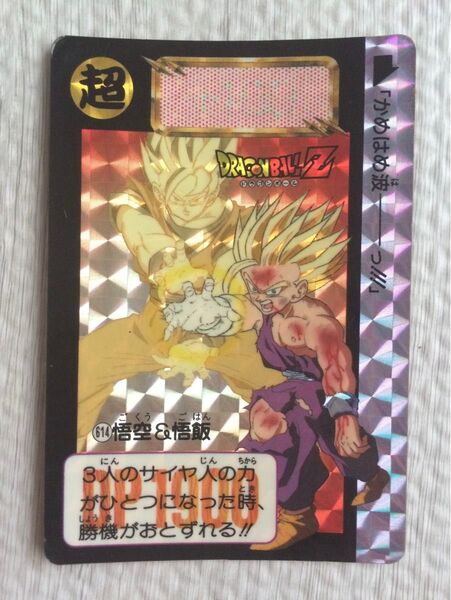 超
DRAGON BALL Z
ドラゴンボール
「かめはめ波───っ!!!」
ば
614 悟空&悟飯
ごくう ごはん
3人のサイヤ人の力
にん じん ちから
がひとつになった時、
とき
勝機がおとずれる!!
しょうき